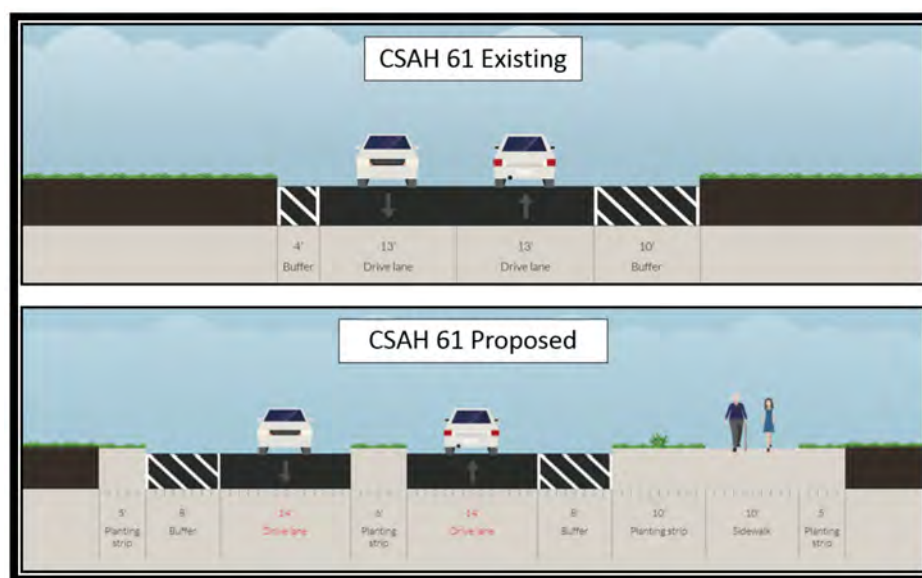 CSAH 61 Existing
4' 13' 13' 10'
Buffer Drive lane Drive lane Buffer
CSAH 61 Proposed
5' 8' 14' 6' 14' 8' 10' 10' 5'
Planting strip Buffer Drive lane Planting strip Drive lane Buffer Planting strip Sidewalk Planting strip